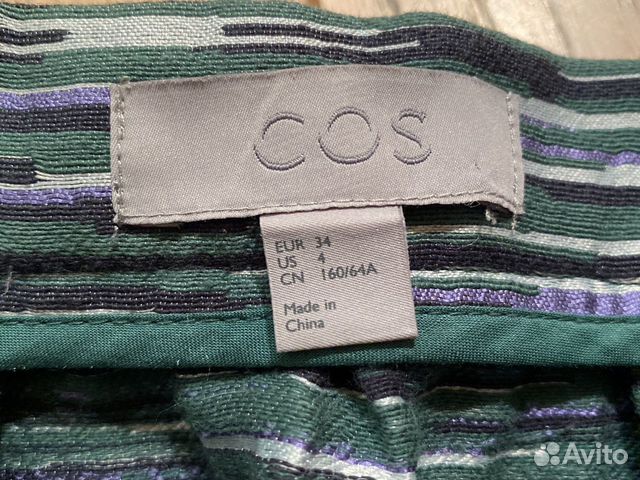 COS
EUR 34
US 4
CN 160/64A
Made in
China
Avito